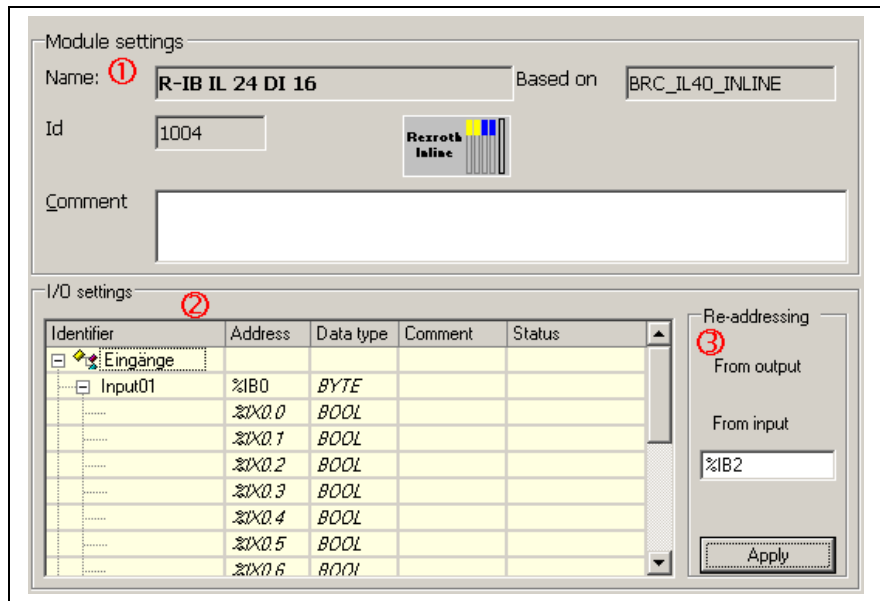 Module settings
Name: ① R-IB IL 24 DI 16 Based on BRC_IL40_INLINE
Id 1004 Rexroth
Inline
Comment
I/O settings
②
Identifier Address Data type Comment Status
Eingänge
Input01 %IB0 BYTE
%IX0.0 BOOL
%IX0.1 BOOL
%IX0.2 BOOL
%IX0.3 BOOL
%IX0.4 BOOL
%IX0.5 BOOL
%IX0.6 BOOL
Re-addressing
③
From output
From input
%IB2
Apply